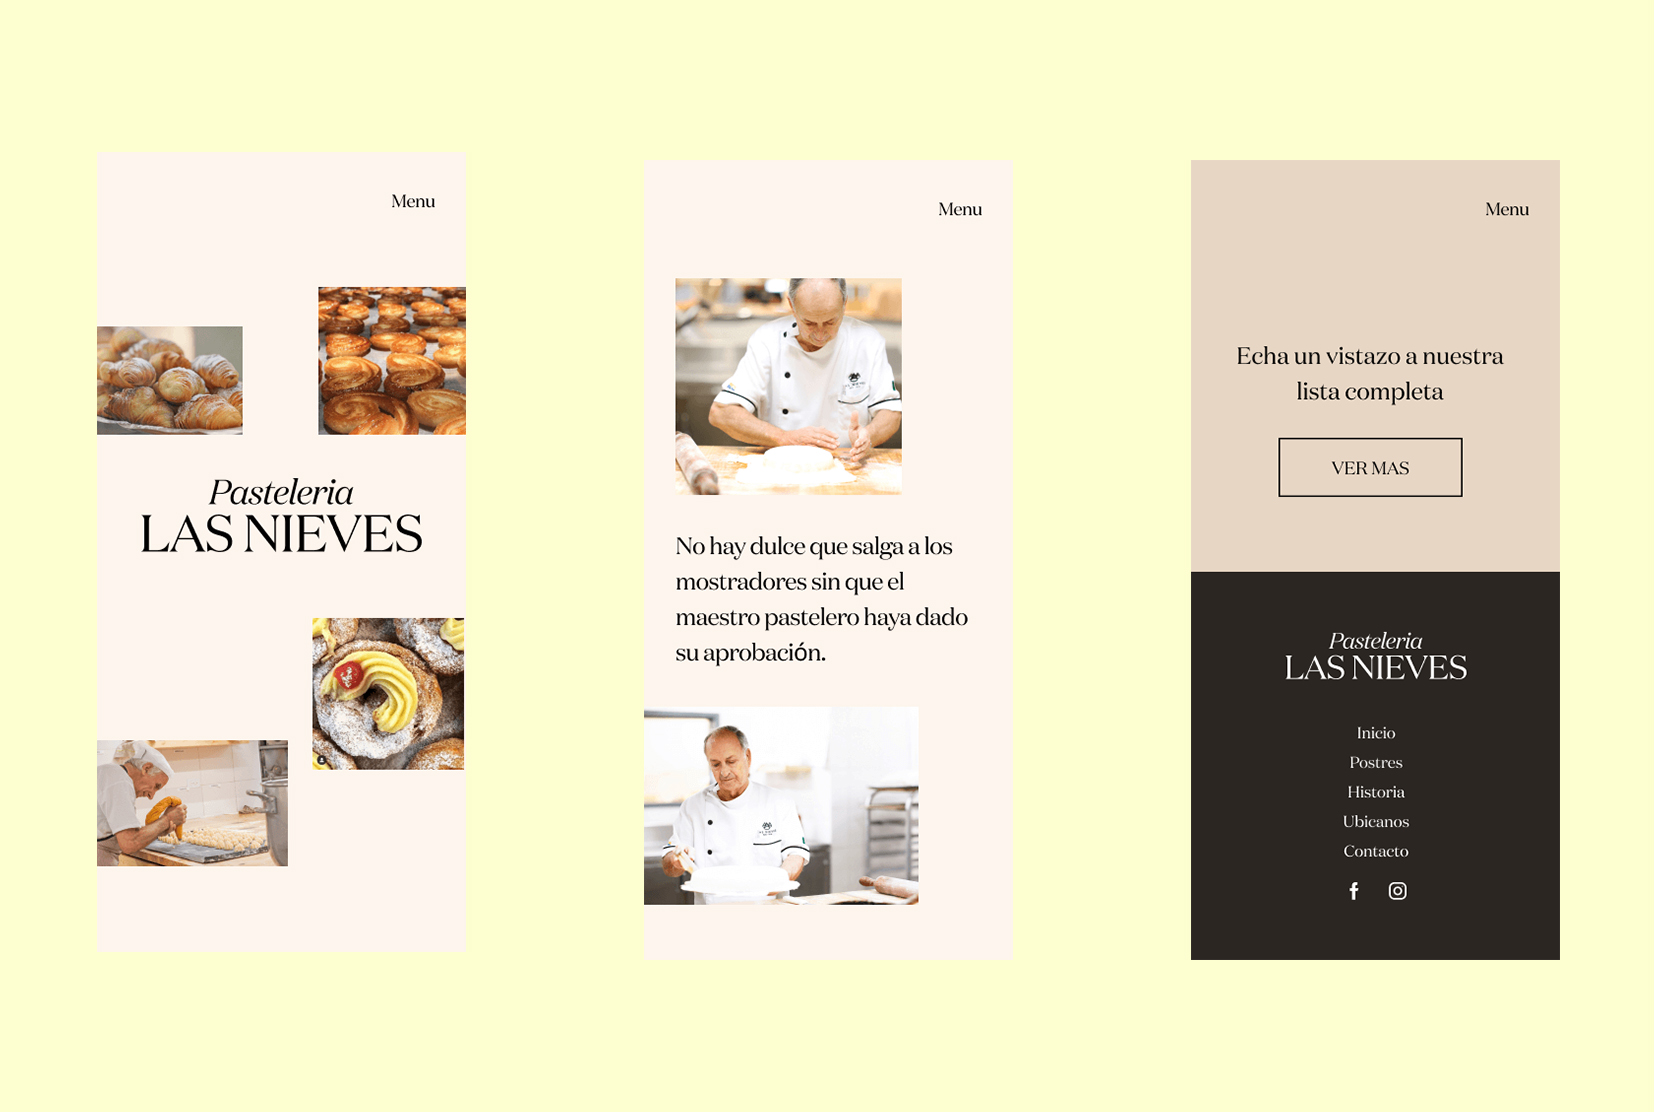 Menu
Pasteleria
LAS NIEVES
Menu
No hay dulce que salga a los
mostradores sin que el
maestro pastelero haya dado
su aprobación.
Menu
Echa un vistazo a nuestra
lista completa
VER MAS
Pasteleria
LAS NIEVES
Inicio
Postres
Historia
Ubicanos
Contacto